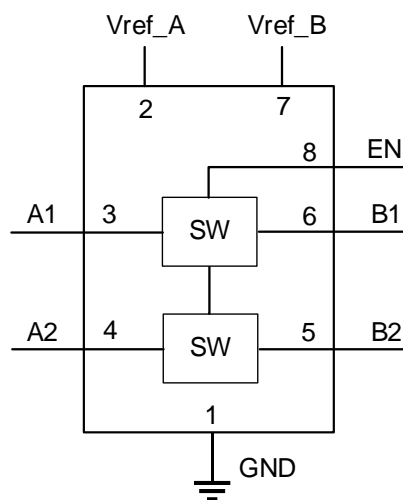 Vref_A Vref_B
2 7
8 EN
A1 3 SW 6 B1
A2 4 SW 5 B2
1
GND